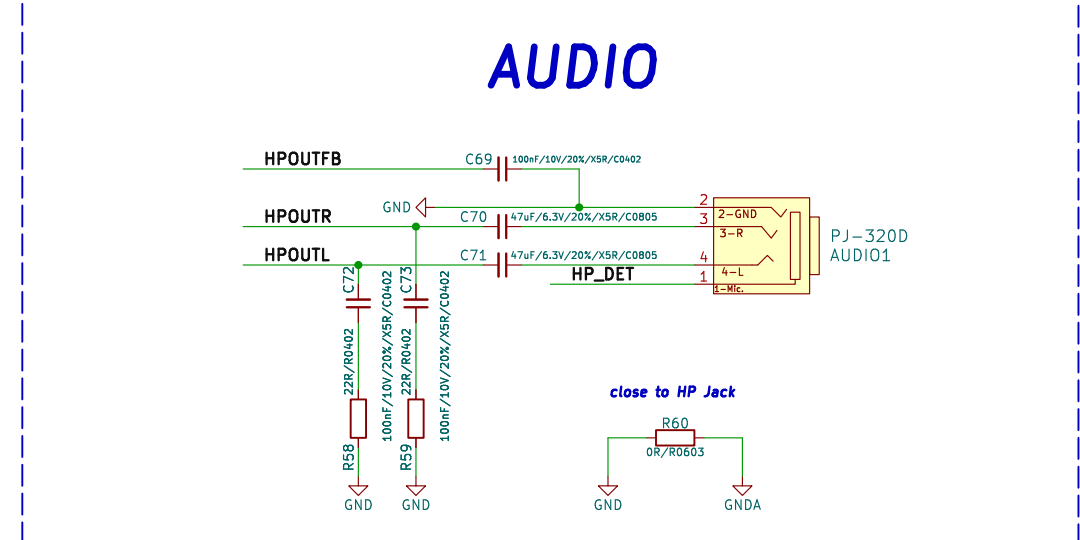 AUDIO
HPOUTFB
C69
100nF/10V/20%/X5R/C0402
GND
2
2-GND
HPOUTR
C70
47uF/6.3V/20%/X5R/C0805
3
3-R
PJ-320D
AUDIO1
HPOUTL
C71
47uF/6.3V/20%/X5R/C0805
4
4-L
HP_DET
1
1-Mic.
C72
100nF/10V/20%/X5R/C0402
C73
100nF/10V/20%/X5R/C0402
22R/R0402
R58
22R/R0402
R59
GND
GND
close to HP Jack
R60
0R/R0603
GND
GNDA